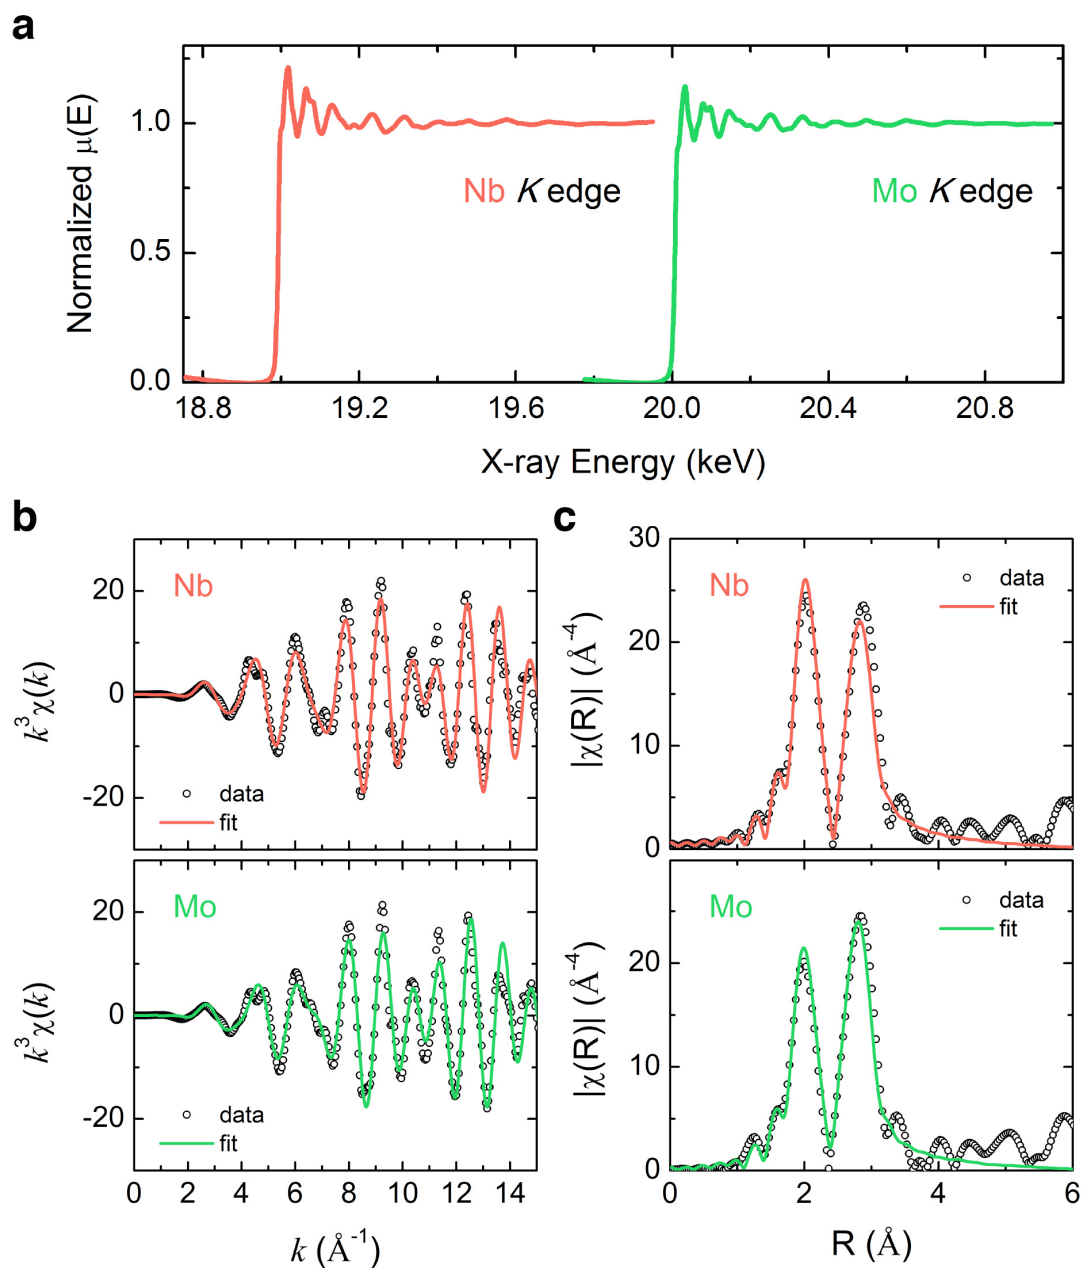 a
Normalized μ(E)
1.0
0.5
0.0
Nb K edge
Mo K edge
18.8 19.2 19.6 20.0 20.4 20.8
X-ray Energy (keV)
b
k³χ(k)
20
0
-20
Nb
data
fit
k³χ(k)
20
0
-20
Mo
data
fit
0 2 4 6 8 10 12 14
k (Å⁻¹)
c
|χ(R)| (Å⁻⁴)
30
20
10
0
Nb
data
fit
|χ(R)| (Å⁻⁴)
20
10
0
Mo
data
fit
0 2 4 6
R (Å)